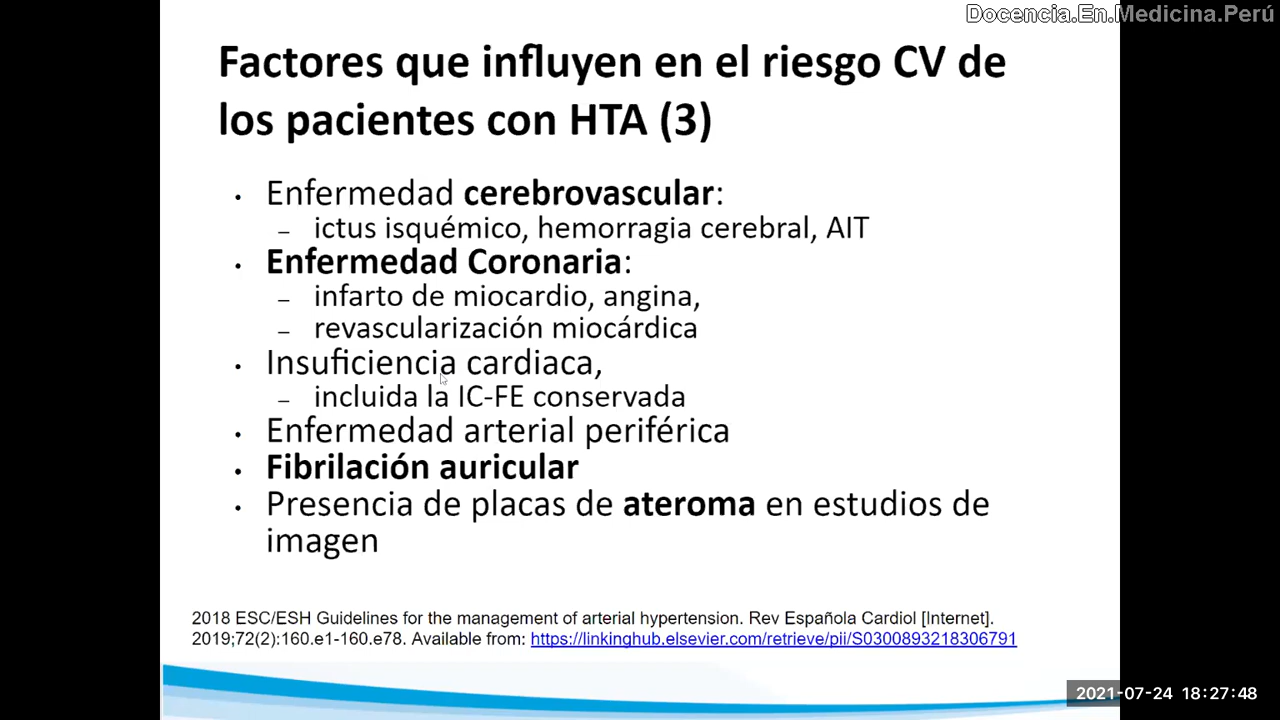 Docencia.En.Medicina.Perú
Factores que influyen en el riesgo CV de
los pacientes con HTA (3)
• Enfermedad cerebrovascular:
– ictus isquémico, hemorragia cerebral, AIT
• Enfermedad Coronaria:
– infarto de miocardio, angina,
– revascularización miocárdica
• Insuficiencia cardiaca,
– incluida la IC-FE conservada
• Enfermedad arterial periférica
• Fibrilación auricular
• Presencia de placas de ateroma en estudios de
imagen
2018 ESC/ESH Guidelines for the management of arterial hypertension. Rev Española Cardiol [Internet].
2019;72(2):160.e1-160.e78. Available from: https://linkinghub.elsevier.com/retrieve/pii/S0300893218306791
2021-07-24 18:27:48